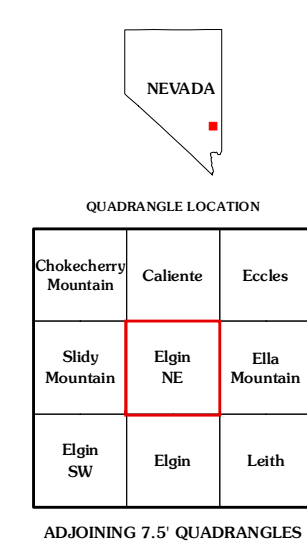 NEVADA
QUADRANGLE LOCATION
Chokecherry
Mountain
Caliente
Eccles
Slidy
Mountain
Elgin
NE
Ella
Mountain
Elgin
SW
Elgin
Leith
ADJOINING 7.5' QUADRANGLES